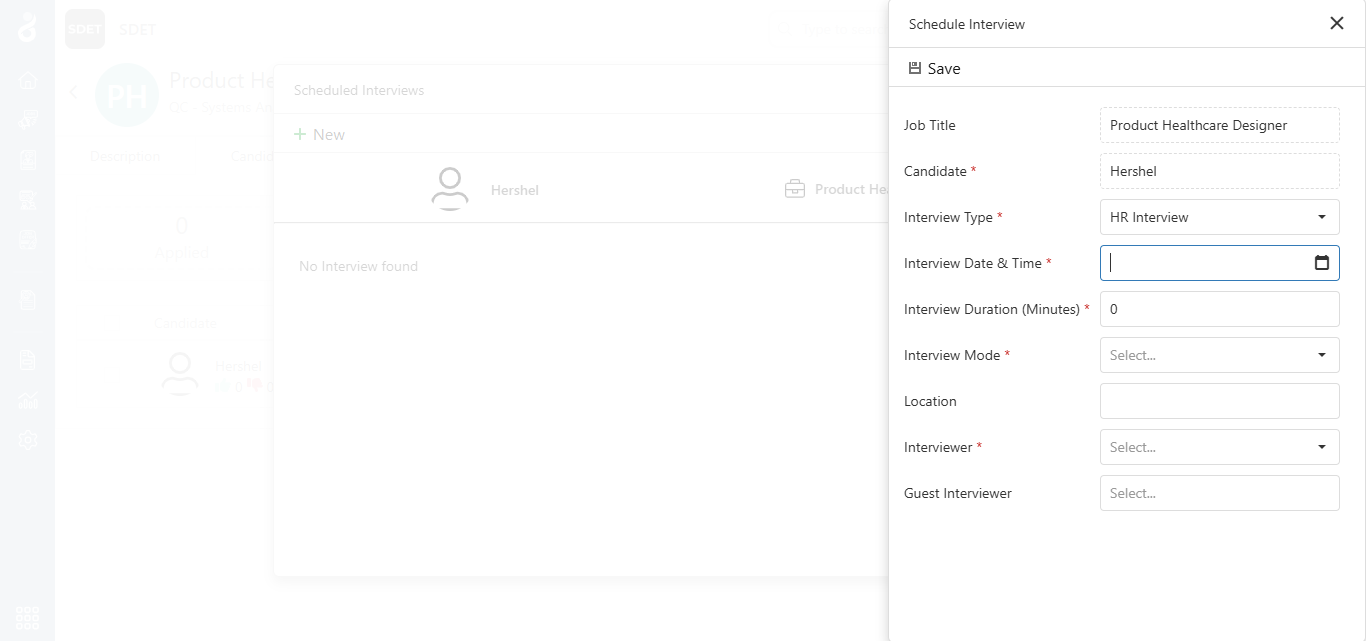 SDET SDET
Product He
QC - Systems An
Description Candid
0
Applied
Candidate
Hershel
0 0
Scheduled Interviews
+ New
Hershel Product Hea
No Interview found
Schedule Interview
Save
Job Title Product Healthcare Designer
Candidate * Hershel
Interview Type * HR Interview
Interview Date & Time *
Interview Duration (Minutes) * 0
Interview Mode * Select...
Location
Interviewer * Select...
Guest Interviewer Select...